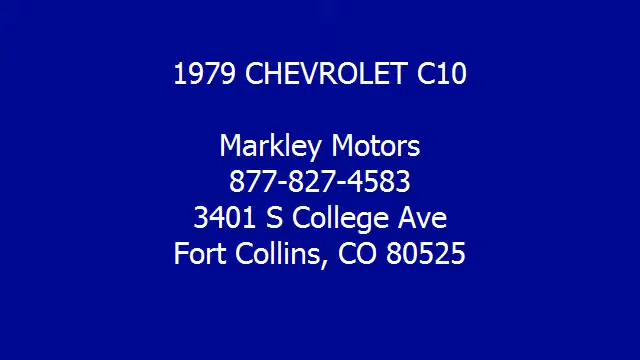 1979 CHEVROLET C10
Markley Motors
877-827-4583
3401 S College Ave
Fort Collins, CO 80525